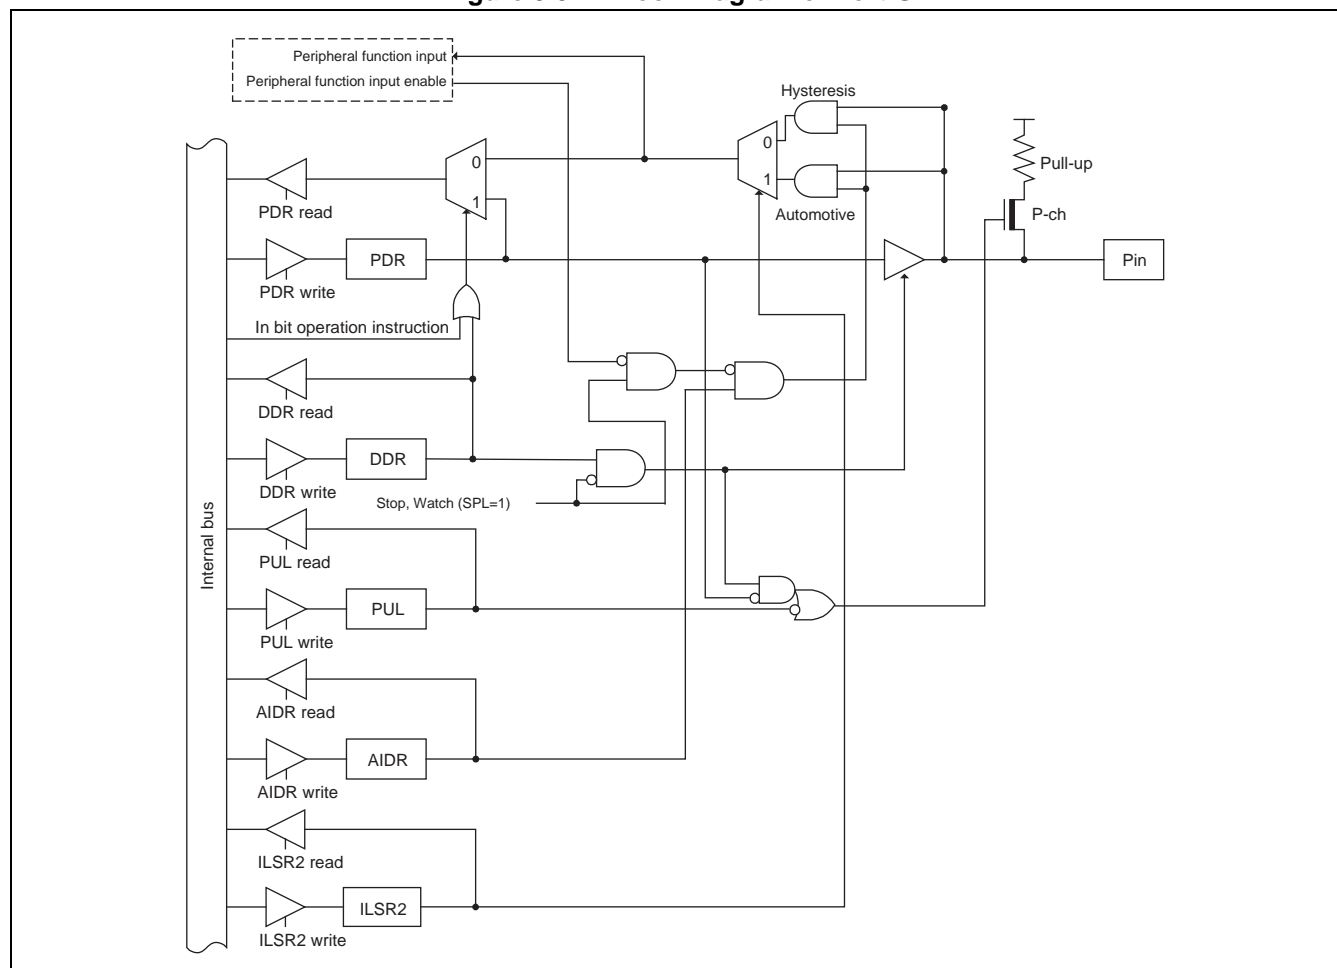 Peripheral function input
Peripheral function input enable
Hysteresis
0
1
Automotive
Pull-up
P-ch
0
1
PDR read
PDR
PDR write
Pin
In bit operation instruction
DDR read
DDR
DDR write
Stop, Watch (SPL=1)
Internal bus
PUL read
PUL
PUL write
AIDR read
AIDR
AIDR write
ILSR2 read
ILSR2
ILSR2 write